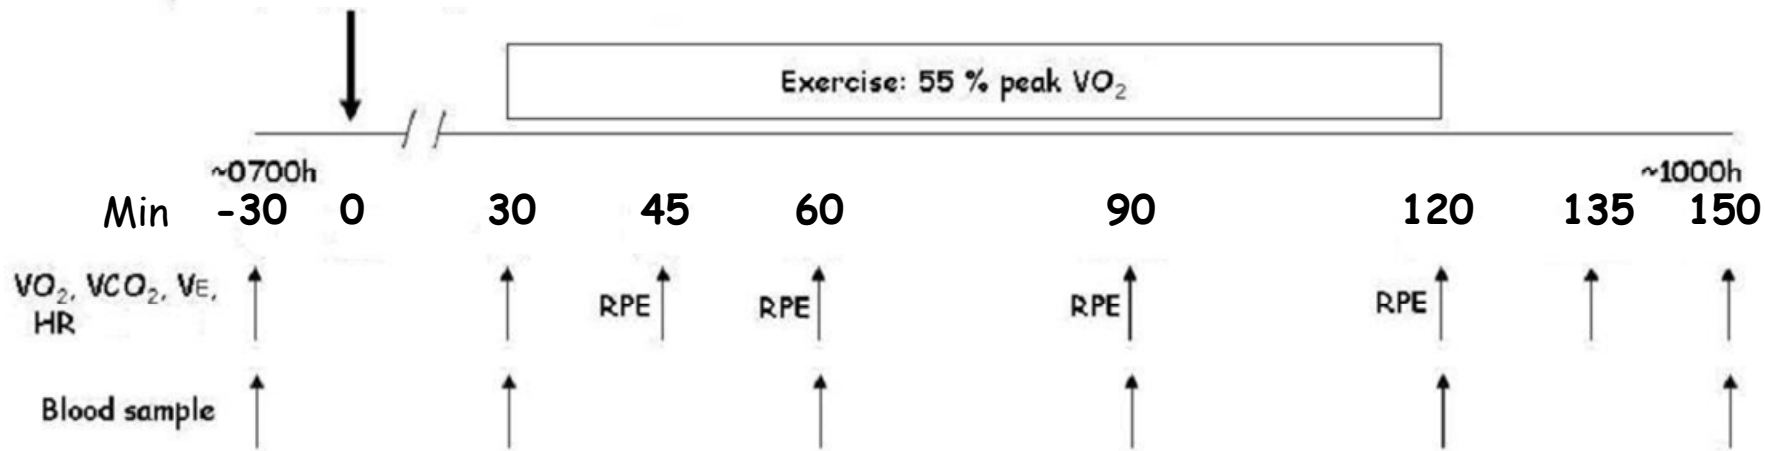 Exercise: 55 % peak VO₂
~0700h ~1000h
Min -30 0 30 45 60 90 120 135 150
VO₂, VCO₂, VE,
HR
RPE RPE RPE RPE
Blood sample